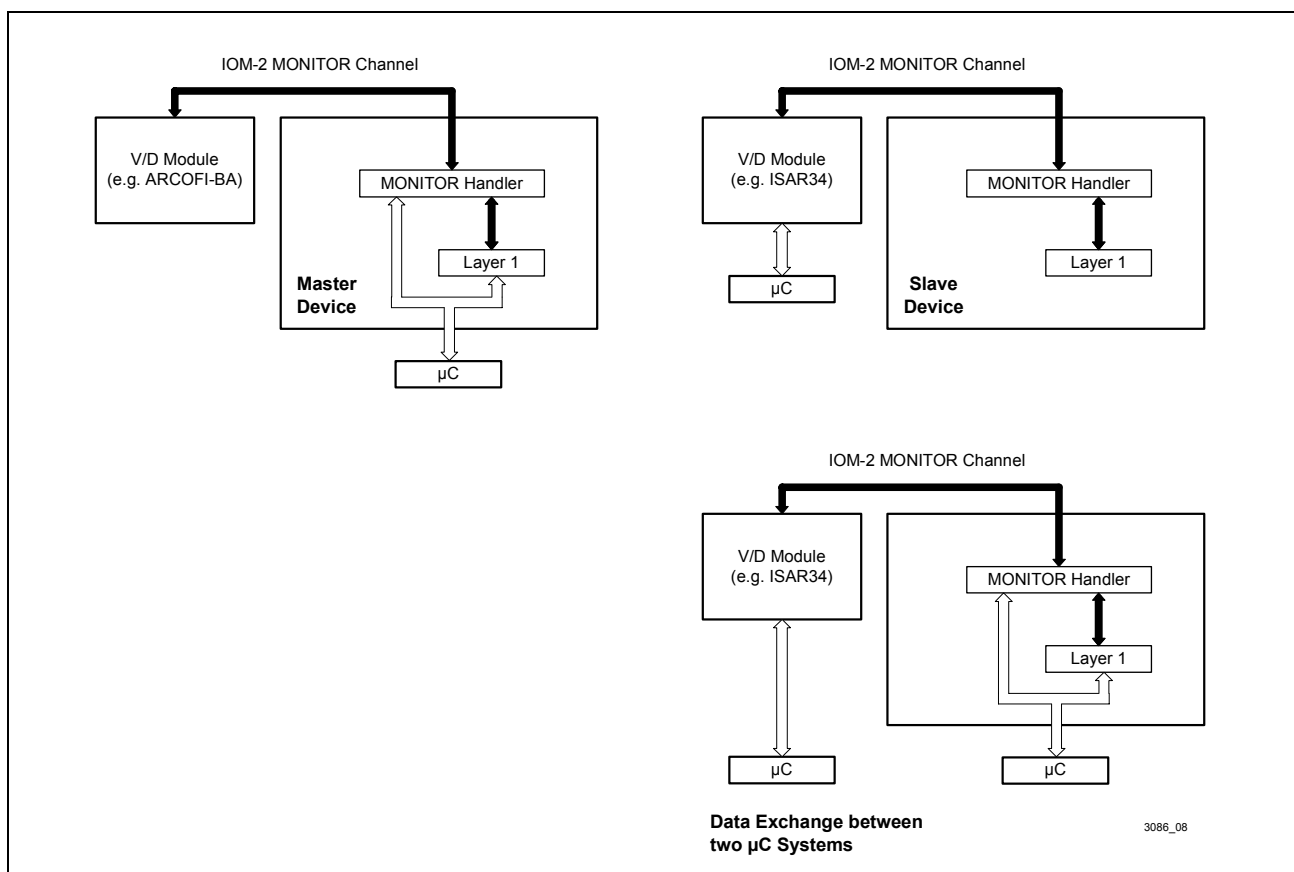 IOM-2 MONITOR Channel
V/D Module
(e.g. ARCOFI-BA)
MONITOR Handler
Layer 1
Master
Device
µC
IOM-2 MONITOR Channel
V/D Module
(e.g. ISAR34)
µC
MONITOR Handler
Layer 1
Slave
Device
IOM-2 MONITOR Channel
V/D Module
(e.g. ISAR34)
MONITOR Handler
Layer 1
µC
µC
Data Exchange between
two µC Systems
3086_08